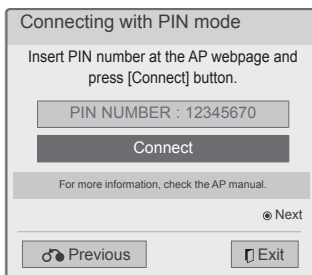 Connecting with PIN mode
Insert PIN number at the AP webpage and
press [Connect] button.
PIN NUMBER : 12345670
Connect
For more information, check the AP manual.
Next
Previous
Exit